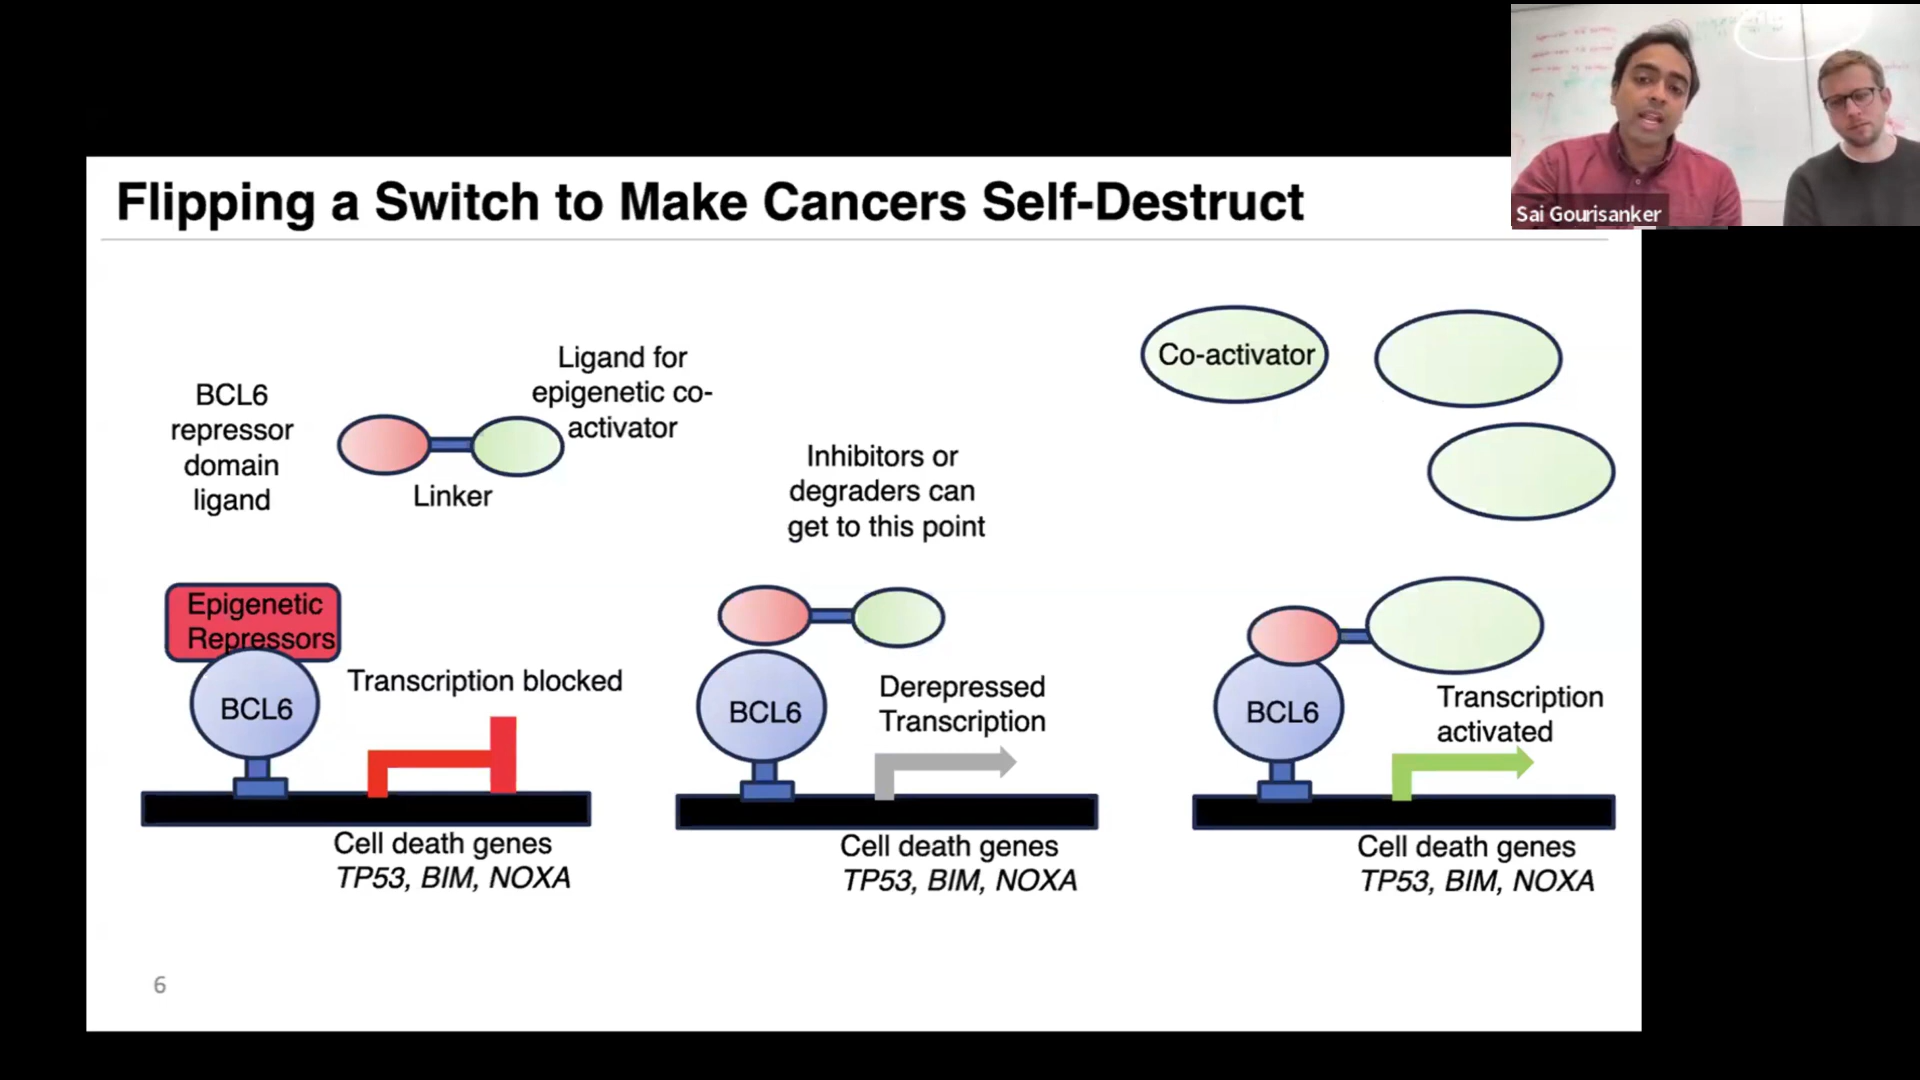 Sai Gourisanker
Flipping a Switch to Make Cancers Self-Destruct
BCL6
repressor
domain
ligand
Linker
Ligand for
epigenetic co-
activator
Inhibitors or
degraders can
get to this point
Co-activator
Epigenetic
Repressors
BCL6
Transcription blocked
Cell death genes
TP53, BIM, NOXA
BCL6
Derepressed
Transcription
Cell death genes
TP53, BIM, NOXA
BCL6
Transcription
activated
Cell death genes
TP53, BIM, NOXA
6